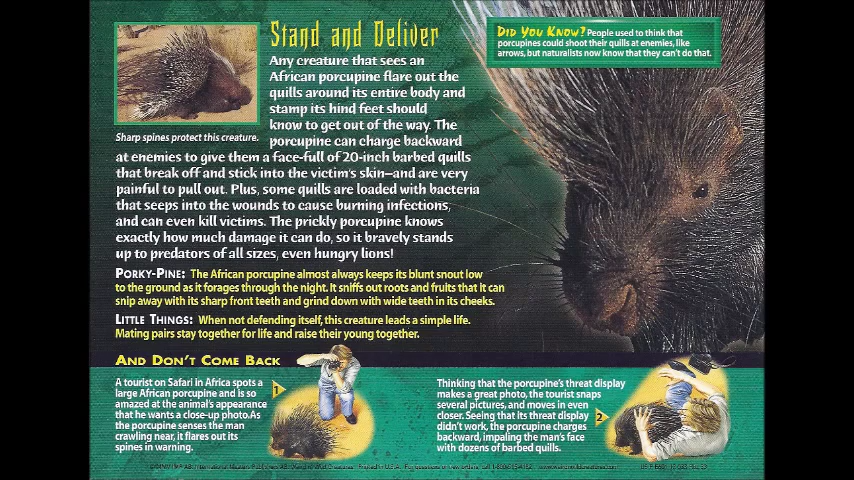 Stand and Deliver
Any creature that sees an
African porcupine flare out the
quills around its entire body and
stamp its hind feet should
know to get out of the way. The
porcupine can charge backward
at enemies to give them a face-full of 20-inch barbed quills
that break off and stick into the victim's skin—and are very
painful to pull out. Plus, some quills are loaded with bacteria
that seeps into the wounds to cause burning infections,
and can even kill victims. The prickly porcupine knows
exactly how much damage it can do, so it bravely stands
up to predators of all sizes, even hungry lions!
Sharp spines protect this creature.
DID YOU KNOW? People used to think that
porcupines could shoot their quills at enemies, like
arrows, but naturalists now know that they can't do that.
PORKY-PINE: The African porcupine almost always keeps its blunt snout low
to the ground as it forages through the night. It sniffs out roots and fruits that it can
snip away with its sharp front teeth and grind down with wide teeth in its cheeks.
LITTLE THINGS: When not defending itself, this creature leads a simple life.
Mating pairs stay together for life and raise their young together.
AND DON'T COME BACK
A tourist on Safari in Africa spots a
large African porcupine and is so
amazed at the animal's appearance
that he wants a close-up photo. As
the porcupine senses the man
crawling near, it flares out its
spines in warning.
1
Thinking that the porcupine's threat display
makes a great photo, the tourist snaps
several pictures, and moves in even
closer. Seeing that its threat display
didn't work, the porcupine charges
backward, impaling the man's face
with dozens of barbed quills.
2